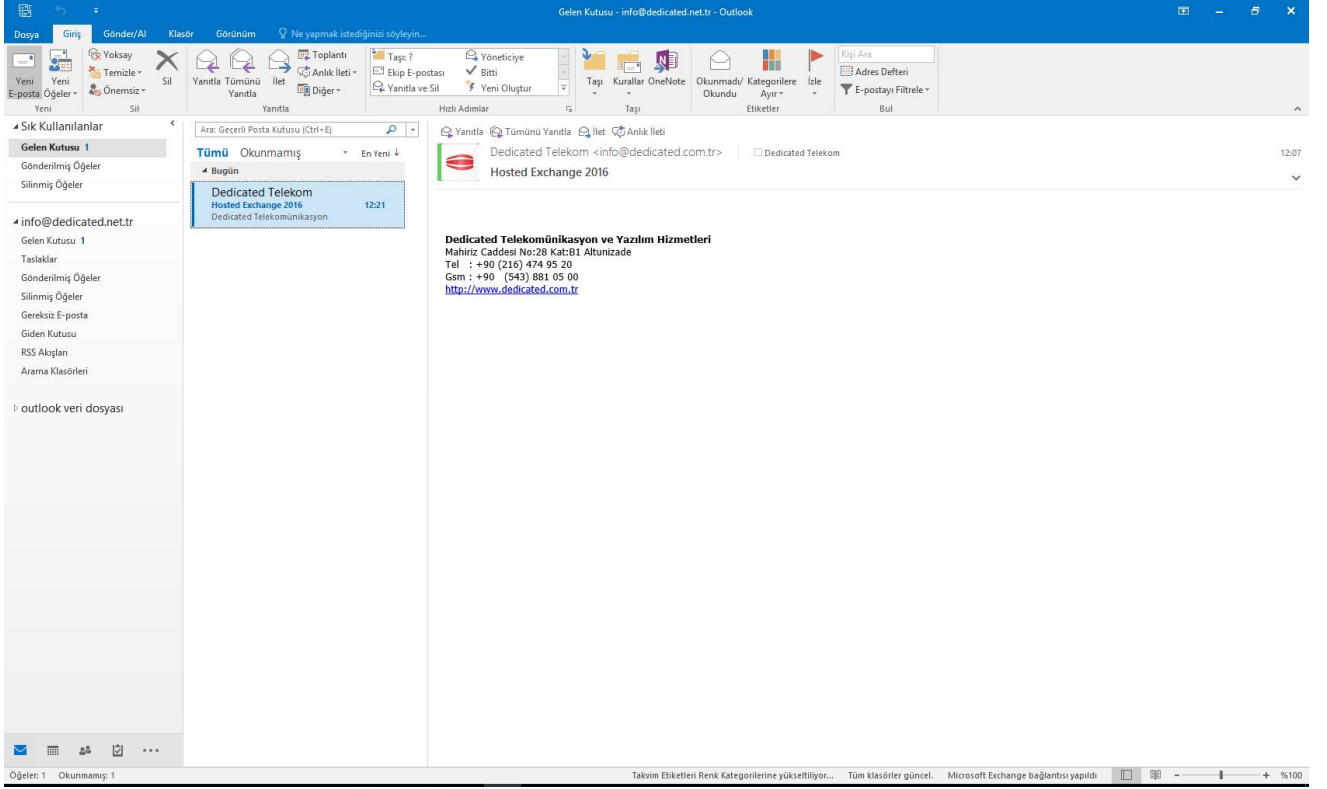 Gelen Kutusu - info@dedicated.net.tr - Outlook
Dosya Giriş Gönder/Al Klasör Görünüm Ne yapmak istediğinizi söyleyin...
Yeni E-posta
Yeni Öğeler
Yeni
Yoksay
Temizle
Önemsiz
Sil
Sil
Yanıtla
Tümünü Yanıtla
İlet
Toplantı
Anlık İleti
Diğer
Yanıtla
Taşı: ?
Ekip E-postası
Yanıtla ve Sil
Yöneticiye
Bitti
Yeni Oluştur
Hızlı Adımlar
Taşı
Kurallar
OneNote
Taşı
Okunmadı/ Okundu
Kategorilere Ayır
İzle
Etiketler
Kişi Ara
Adres Defteri
E-postayı Filtrele
Bul
Sık Kullanılanlar
Gelen Kutusu 1
Gönderilmiş Öğeler
Silinmiş Öğeler
info@dedicated.net.tr
Gelen Kutusu 1
Taslaklar
Gönderilmiş Öğeler
Silinmiş Öğeler
Gereksiz E-posta
Giden Kutusu
RSS Akışları
Arama Klasörleri
outlook veri dosyası
Ara: Geçerli Posta Kutusu (Ctrl+E)
Tümü Okunmamış En Yeni ↓
Bugün
Dedicated Telekom
Hosted Exchange 2016 12:21
Dedicated Telekomünikasyon
Yanıtla Tümünü Yanıtla İlet Anlık İleti
Dedicated Telekom <info@dedicated.com.tr> Dedicated Telekom 12:07
Hosted Exchange 2016
Dedicated Telekomünikasyon ve Yazılım Hizmetleri
Mahiriz Caddesi No:28 Kat:B1 Altunizade
Tel : +90 (216) 474 95 20
Gsm : +90 (543) 881 05 00
http://www.dedicated.com.tr
Öğeler: 1 Okunmamış: 1 Takvim Etiketleri Renk Kategorilerine yükseltiliyor... Tüm klasörler güncel. Microsoft Exchange bağlantısı yapıldı %100